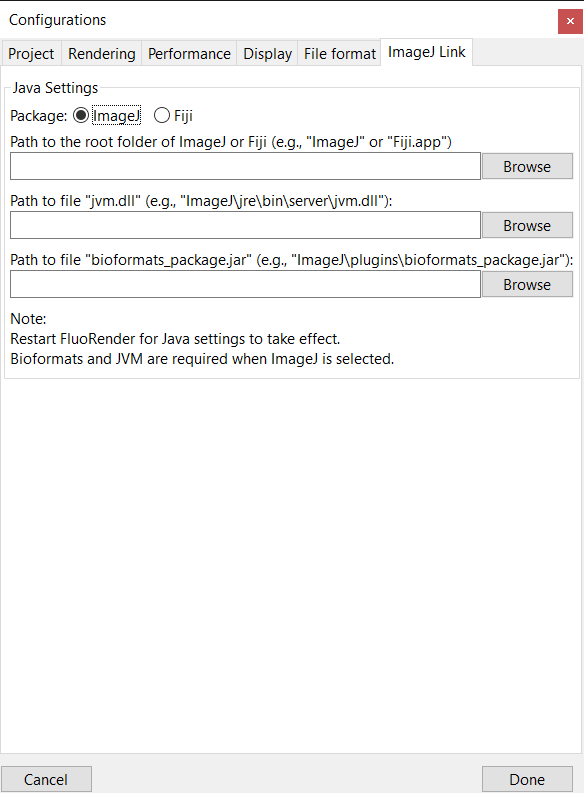 Configurations
Project Rendering Performance Display File format ImageJ Link
Java Settings
Package: ImageJ Fiji
Path to the root folder of ImageJ or Fiji (e.g., "ImageJ" or "Fiji.app")
Browse
Path to file "jvm.dll" (e.g., "ImageJ\jre\bin\server\jvm.dll"):
Browse
Path to file "bioformats_package.jar" (e.g., "ImageJ\plugins\bioformats_package.jar"):
Browse
Note:
Restart FluoRender for Java settings to take effect.
Bioformats and JVM are required when ImageJ is selected.
Cancel Done